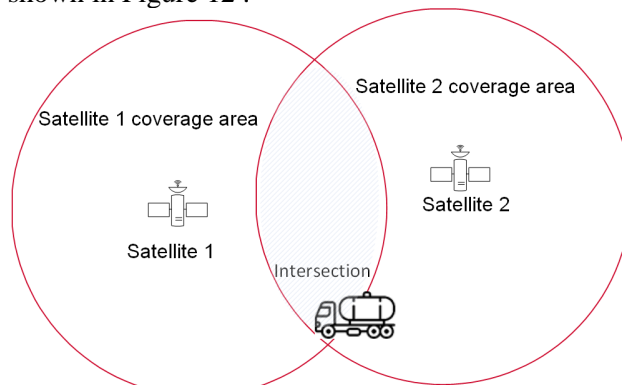 shown in Figure 12 .
Satellite 2 coverage area
Satellite 1 coverage area
Satellite 2
Satellite 1
Intersection